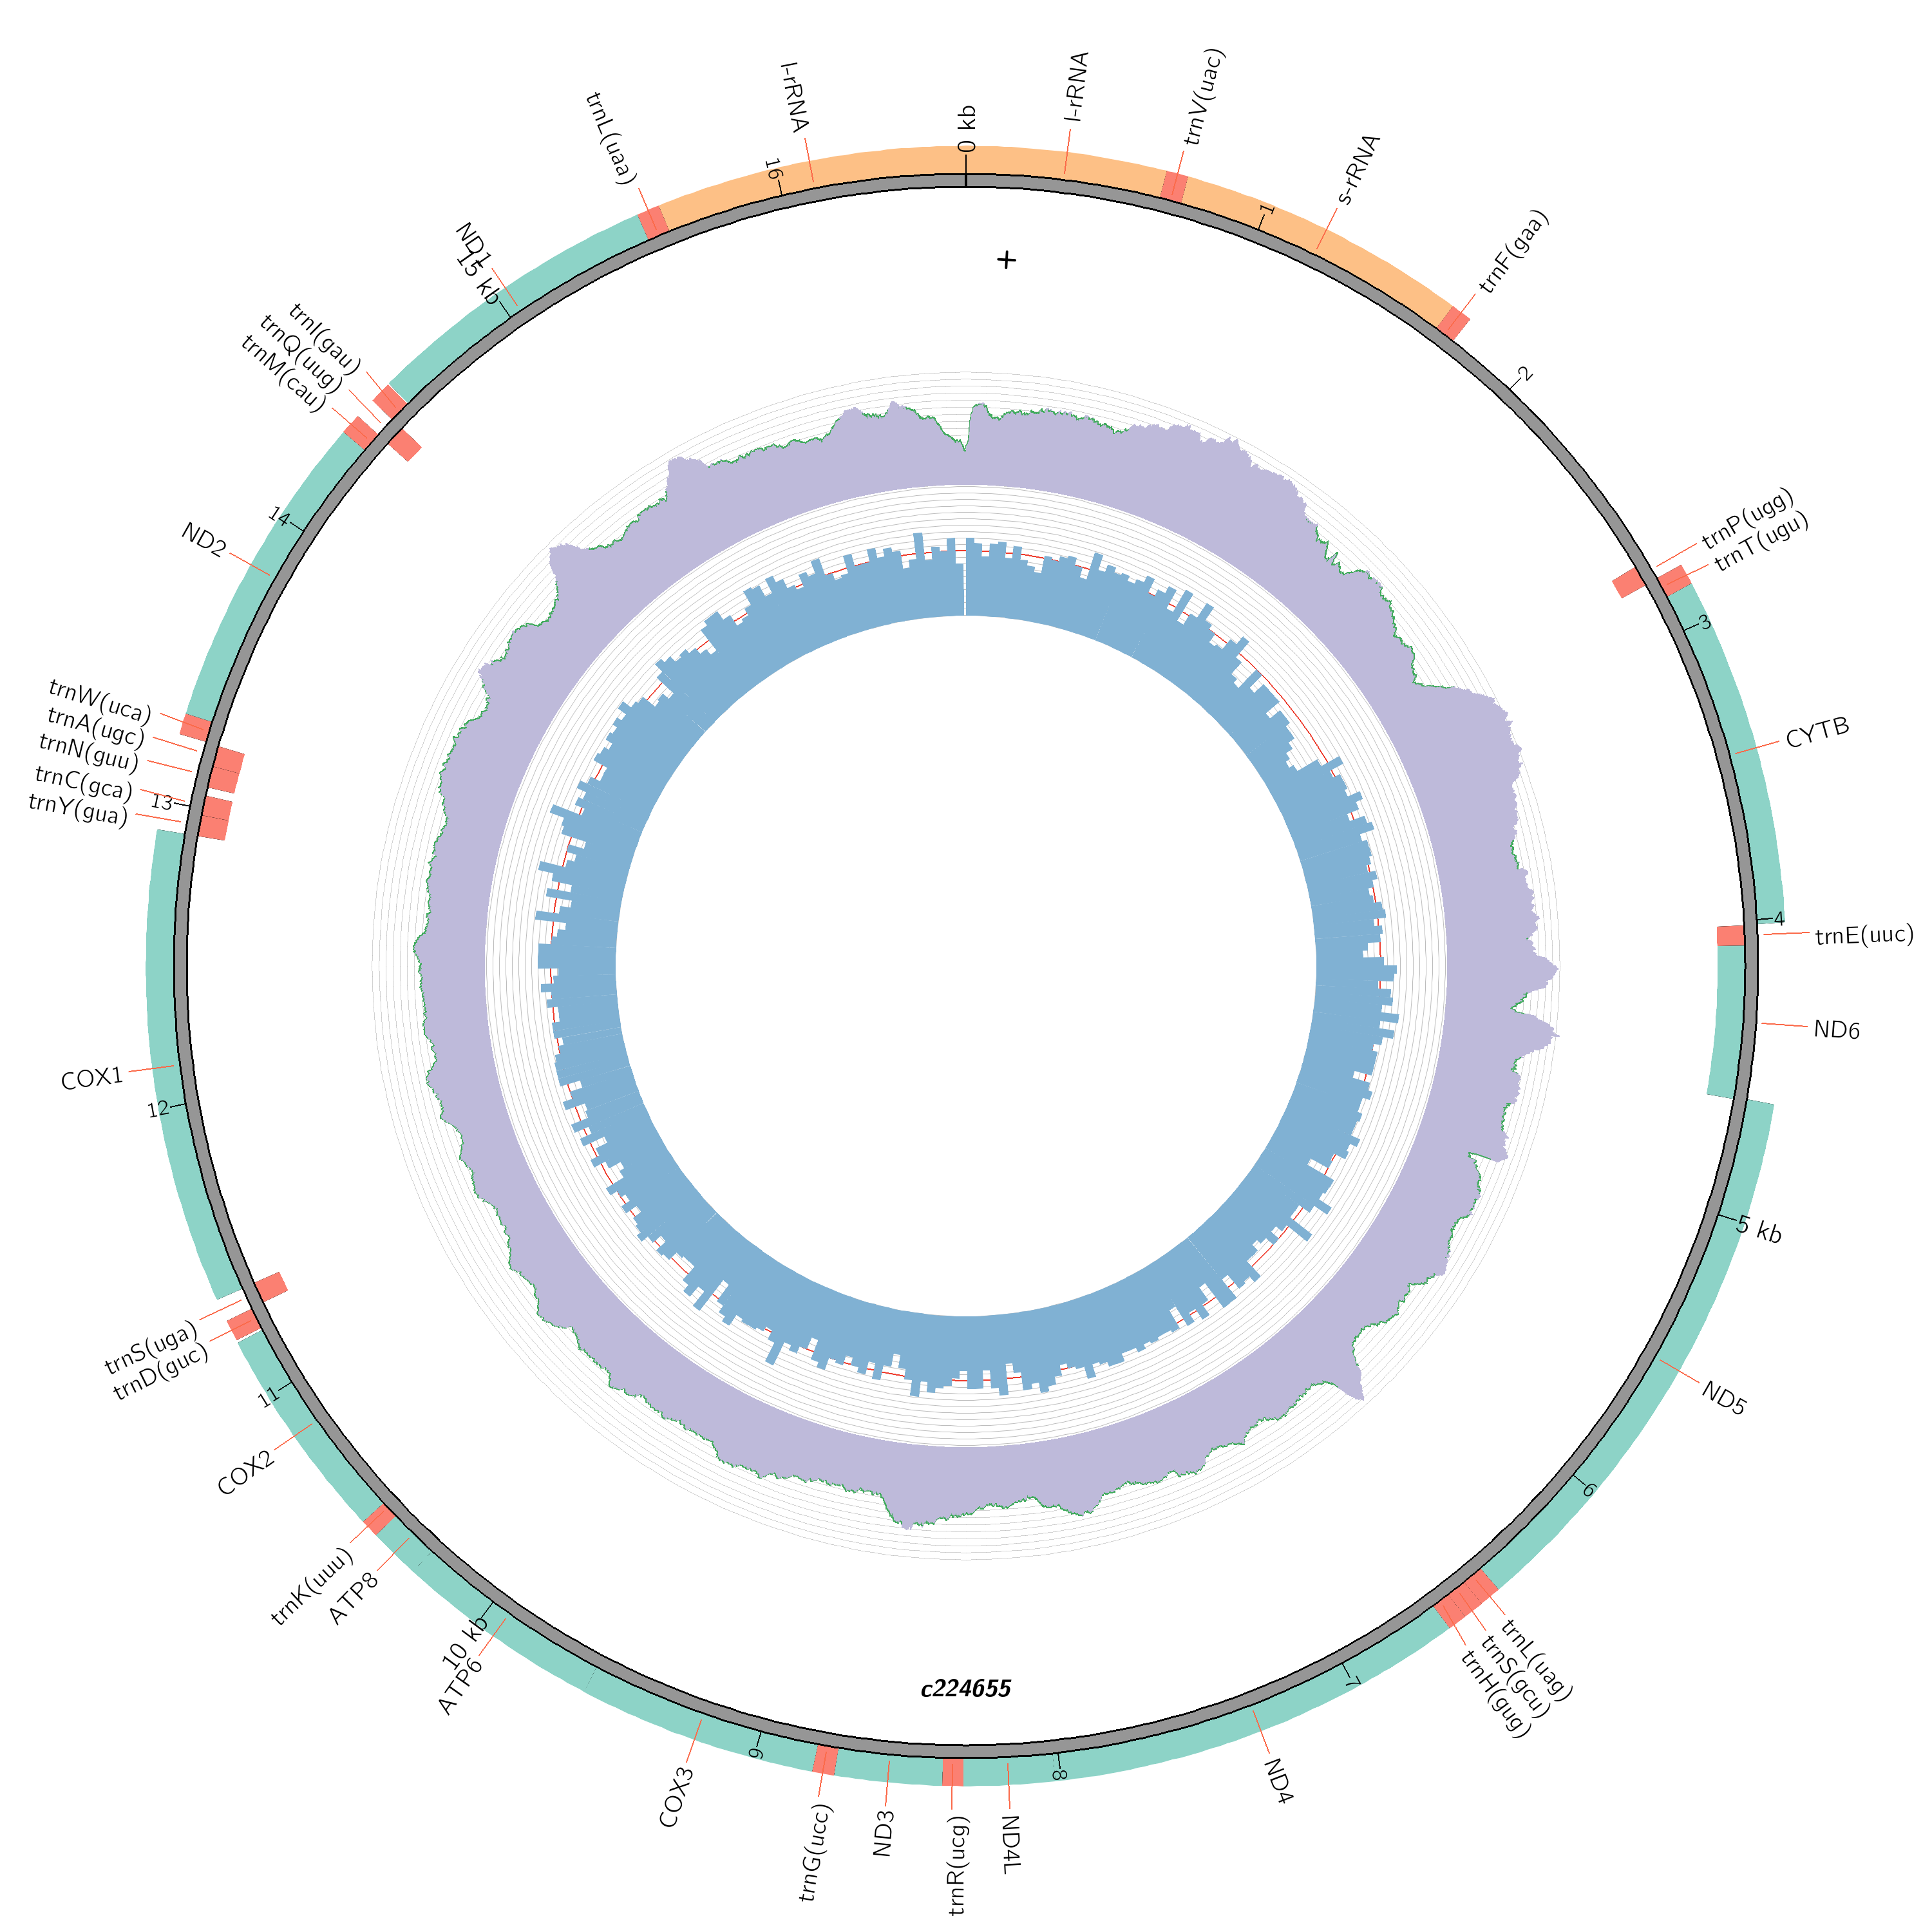 0 kb
l-rRNA
trnV(uac)
1
s-rRNA
trnF(gaa)
2
trnP(ugg)
trnT(ugu)
3
CYTB
4
trnE(uuc)
ND6
5 kb
ND5
6
trnL(uag)
trnS(gcu)
trnH(gug)
7
ND4
8
ND4L
trnR(ucg)
ND3
trnG(ucc)
9
COX3
ATP6
10 kb
ATP8
trnK(uuu)
COX2
11
trnD(guc)
trnS(uga)
12
COX1
trnY(gua)
13
trnC(gca)
trnN(guu)
trnA(ugc)
trnW(uca)
ND2
14
trnM(cau)
trnQ(uug)
trnI(gau)
15 kb
ND1
trnL(uaa)
16
l-rRNA
+
c224655